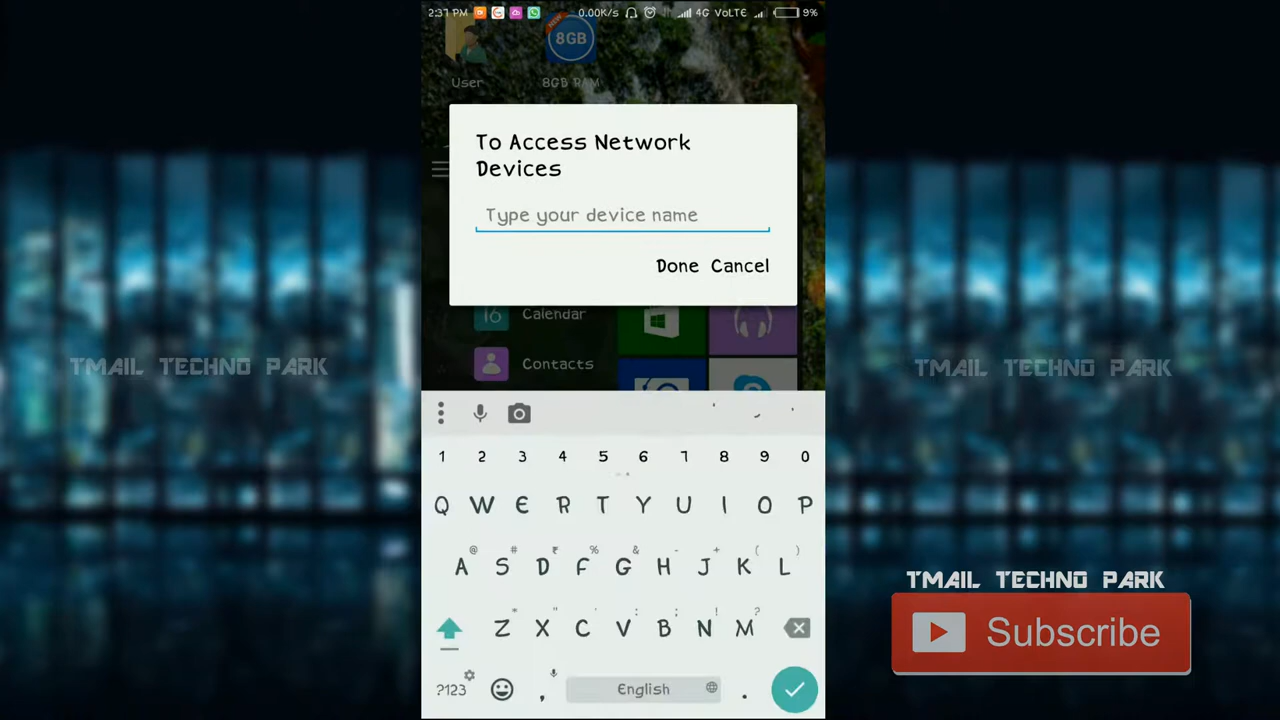 2:37 PM 0.00K/s 4G VoLTE 9%
8GB
User 8GB RAM
To Access Network
Devices
Type your device name
Done Cancel
16 Calendar
Contacts
TMAIL TECHNO PARK
TMAIL TECHNO PARK
1 2 3 4 5 6 7 8 9 0
Q W E R T Y U I O P
@ # ₹ % & - + ( )
A S D F G H J K L
* " ' : ; ! ?
Z X C V B N M
?123 , English .
TMAIL TECHNO PARK
Subscribe